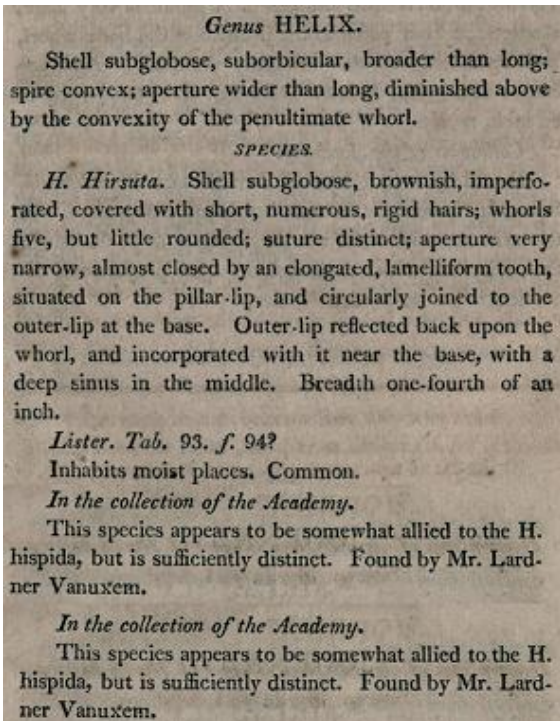 Genus HELIX.
Shell subglobose, suborbicular, broader than long;
spire convex; aperture wider than long, diminished above
by the convexity of the penultimate whorl.
SPECIES.
H. Hirsuta. Shell subglobose, brownish, imperfo-
rated, covered with short, numerous, rigid hairs; whorls
five, but little rounded; suture distinct; aperture very
narrow, almost closed by an elongated, lamelliform tooth,
situated on the pillar-lip, and circularly joined to the
outer-lip at the base. Outer-lip reflected back upon the
whorl, and incorporated with it near the base, with a
deep sinus in the middle. Breadth one-fourth of an
inch.
Lister. Tab. 93. f. 94?
Inhabits moist places. Common.
In the collection of the Academy.
This species appears to be somewhat allied to the H.
hispida, but is sufficiently distinct. Found by Mr. Lard-
ner Vanuxem.
In the collection of the Academy.
This species appears to be somewhat allied to the H.
hispida, but is sufficiently distinct. Found by Mr. Lard-
ner Vanuxem.